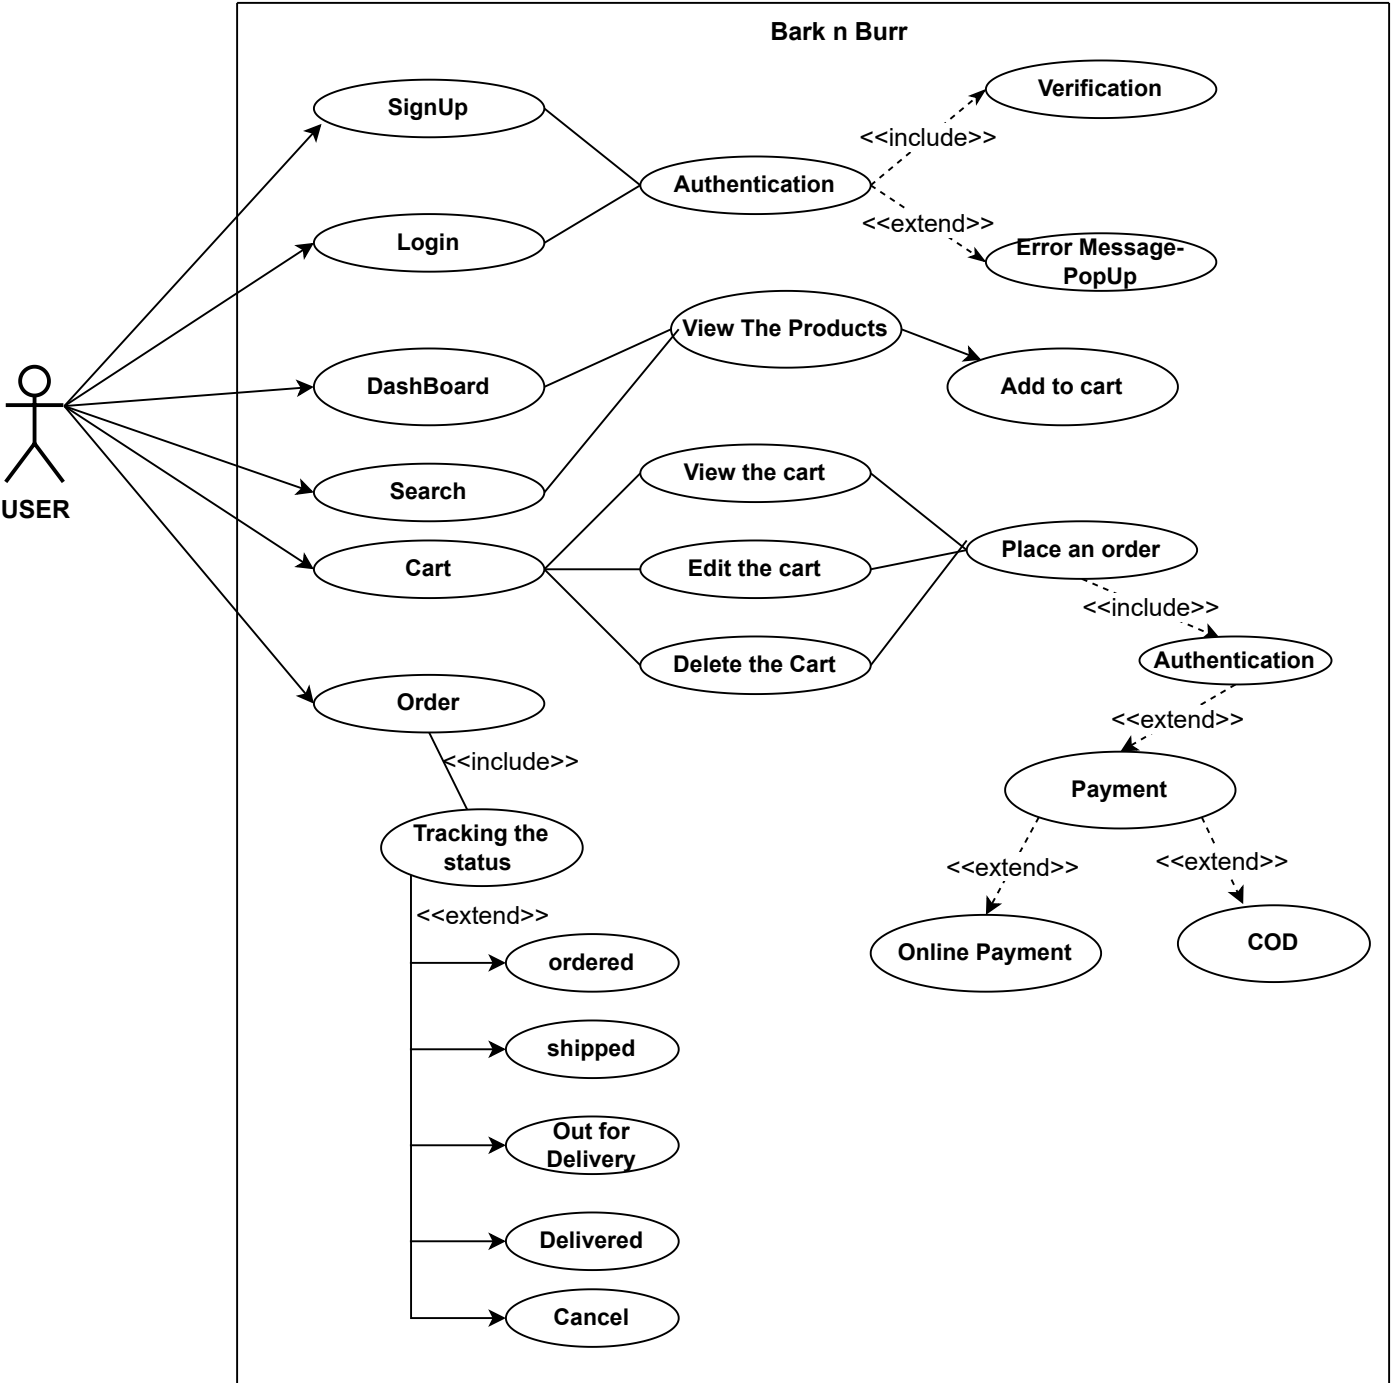 Bark n Burr
SignUp
Verification
<<include>>
Authentication
<<extend>>
Login
Error Message-
PopUp
View The Products
DashBoard
Add to cart
Search
View the cart
USER
Cart
Edit the cart
Place an order
<<include>>
Delete the Cart
Authentication
Order
<<extend>>
<<include>>
Payment
Tracking the
status
<<extend>>
<<extend>>
<<extend>>
Online Payment
COD
ordered
shipped
Out for
Delivery
Delivered
Cancel